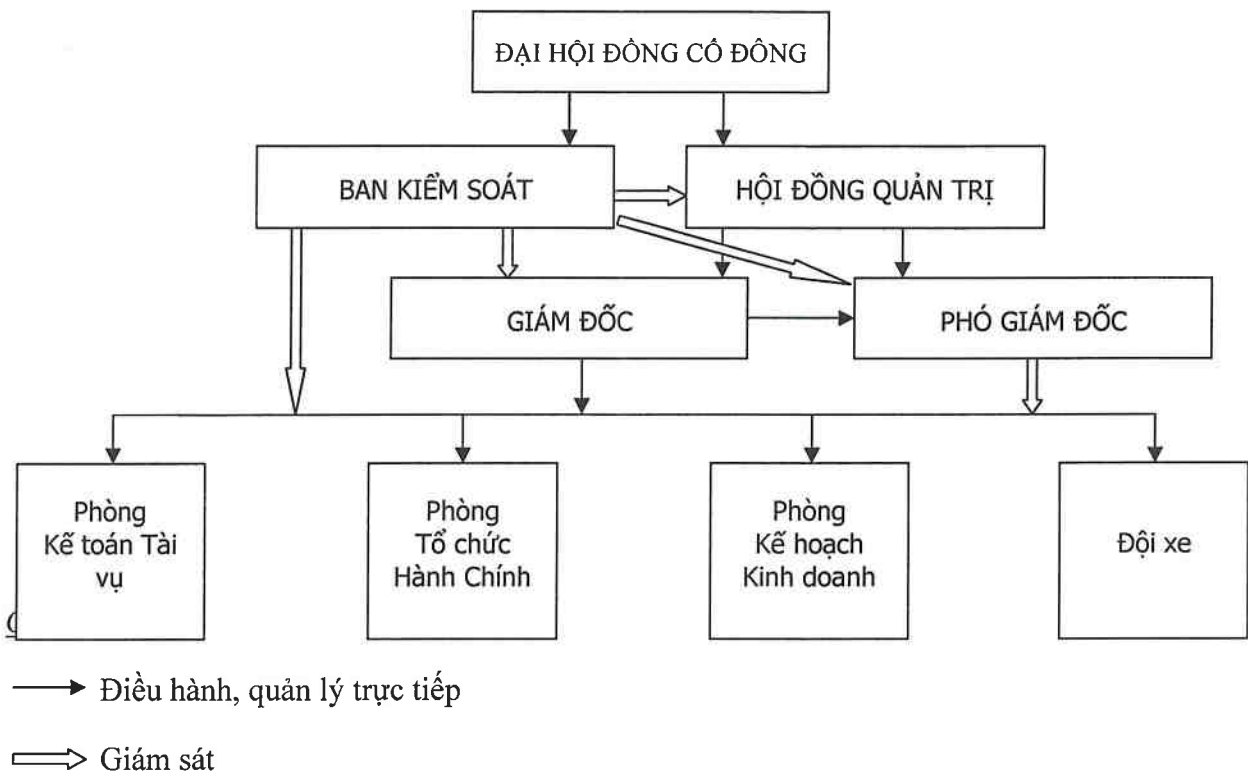 ĐẠI HỘI ĐỒNG CỔ ĐÔNG
BAN KIỂM SOÁT
HỘI ĐỒNG QUẢN TRỊ
GIÁM ĐỐC
PHÓ GIÁM ĐỐC
Phòng
Kế toán Tài
vụ
Phòng
Tổ chức
Hành Chính
Phòng
Kế hoạch
Kinh doanh
Đội xe
Điều hành, quản lý trực tiếp
Giám sát